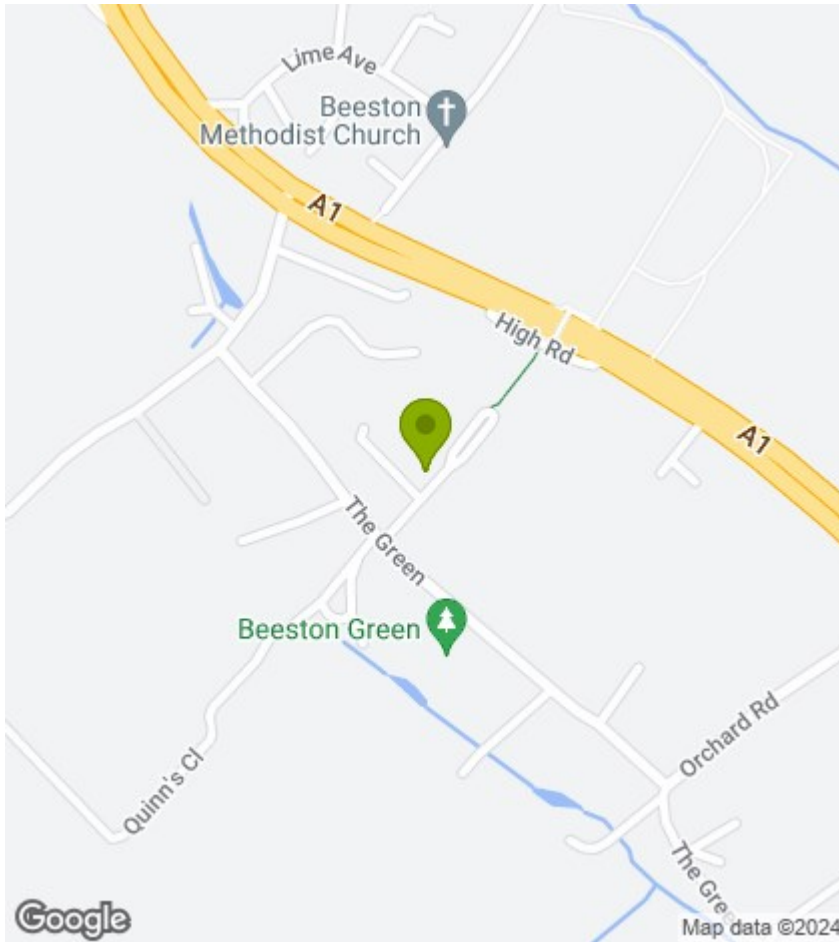 Lime Ave
Beeston
Methodist Church
A1
High Rd
A1
The Green
Beeston Green
Orchard Rd
Quinn's Cl
The Gree
Google
Map data ©2024